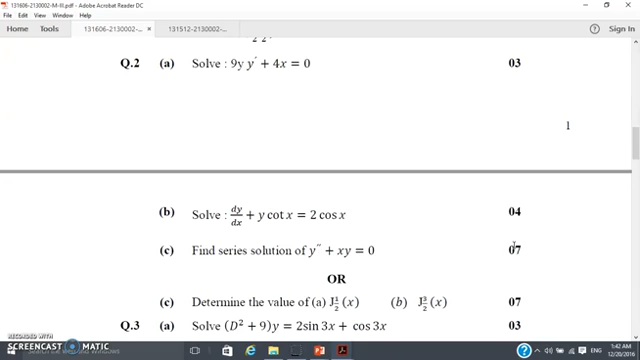 131606-2130002-M-III.pdf - Adobe Acrobat Reader DC
File Edit View Window Help
Home Tools 131606-2130002-... × 131512-2130002-... Sign In
Q.2 (a) Solve : 9y y′ + 4x = 0 03
1
(b) Solve : dy/dx + y cot x = 2 cos x 04
(c) Find series solution of y″ + xy = 0 07
OR
(c) Determine the value of (a) J½(x) (b) J3/2(x) 07
Q.3 (a) Solve (D² + 9)y = 2sin 3x + cos 3x 03
RECORDED WITH
SCREENCAST-O-MATIC
ENG
1:42 AM
12/20/2016